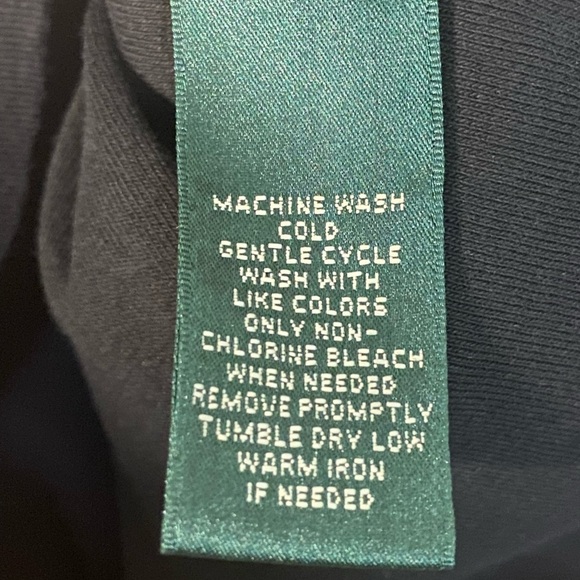 MACHINE WASH
COLD
GENTLE CYCLE
WASH WITH
LIKE COLORS
ONLY NON-
CHLORINE BLEACH
WHEN NEEDED
REMOVE PROMPTLY
TUMBLE DRY LOW
WARM IRON
IF NEEDED